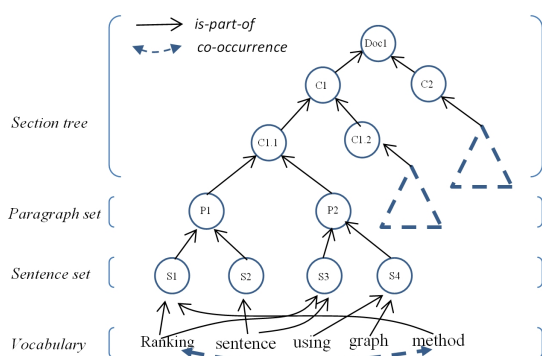 is-part-of
co-occurrence
Doc1
C1
C2
Section tree
C1.1
C1.2
Paragraph set
P1
P2
Sentence set
S1
S2
S3
S4
Vocabulary
Ranking
sentence
using
graph
method